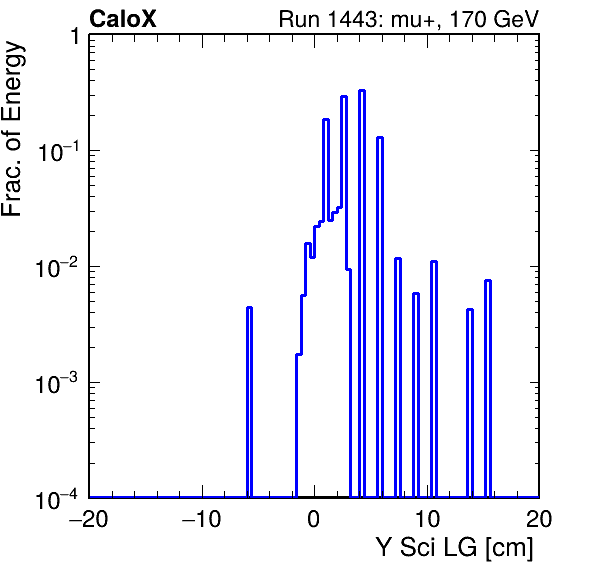 CaloX Run 1443: mu+, 170 GeV
Frac. of Energy
1
10⁻¹
10⁻²
10⁻³
10⁻⁴
−20 −10 0 10 20
Y Sci LG [cm]